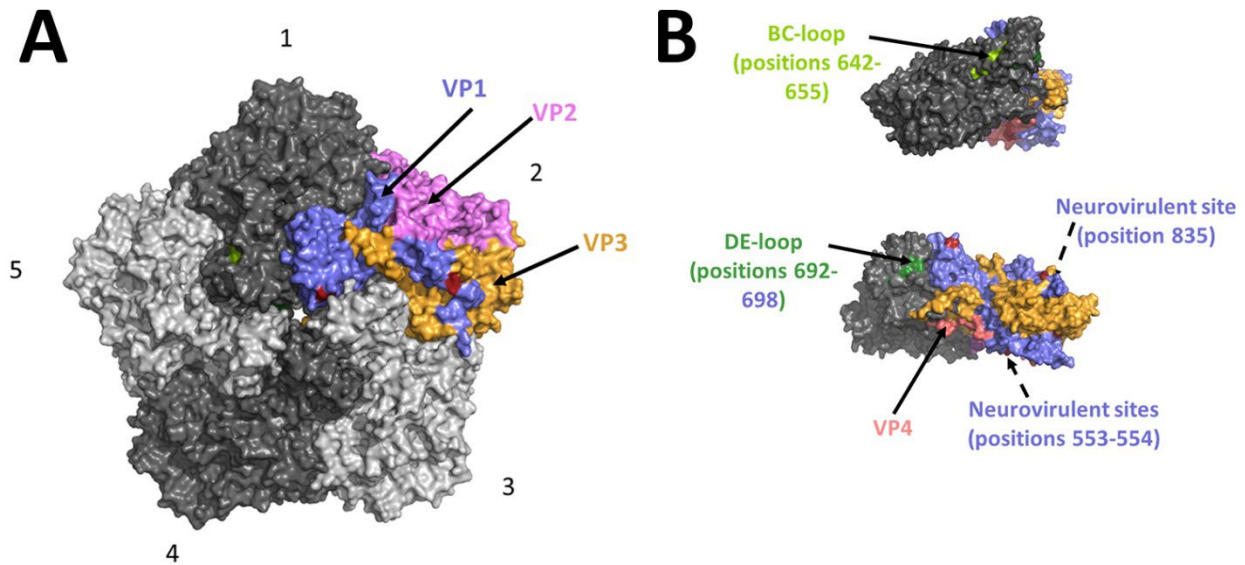 A
1
VP1
VP2
2
VP3
5
3
4
B
BC-loop
(positions 642-
655)
Neurovirulent site
(position 835)
DE-loop
(positions 692-
698)
VP4
Neurovirulent sites
(positions 553-554)